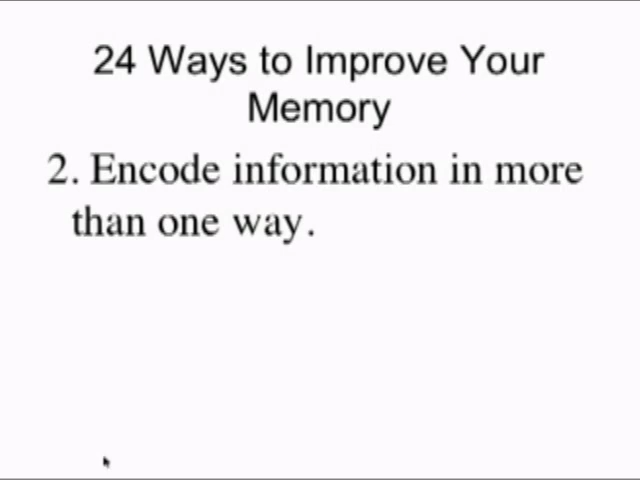 24 Ways to Improve Your
Memory
2. Encode information in more
than one way.